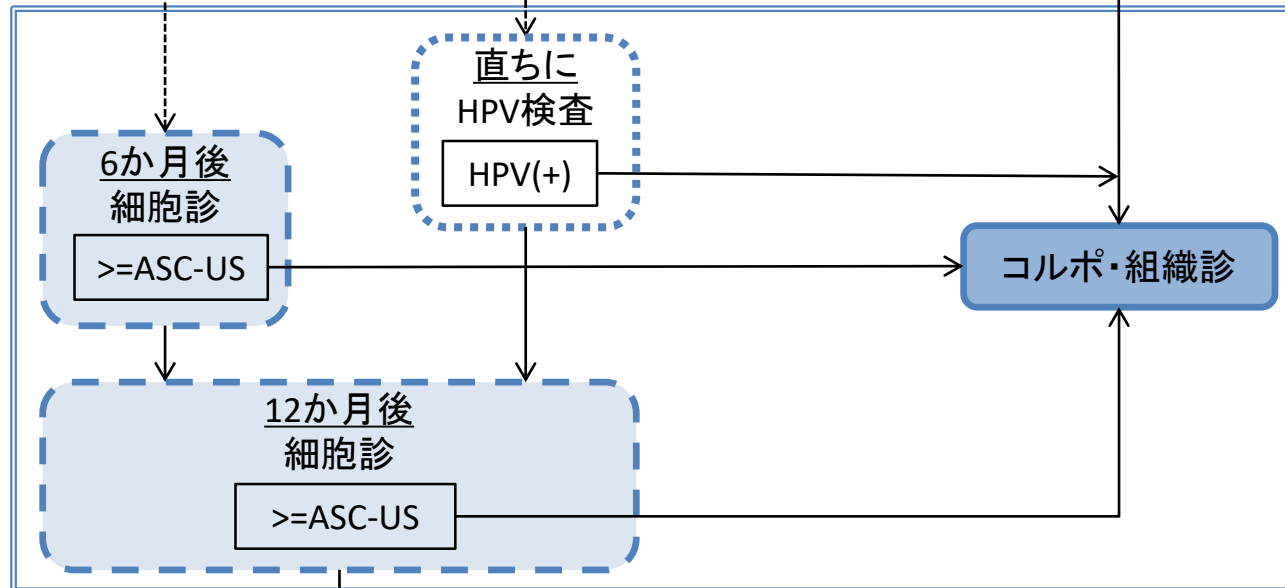 直ちに
HPV検査
HPV(+)
6か月後
細胞診
>=ASC-US
コルポ・組織診
12か月後
細胞診
>=ASC-US